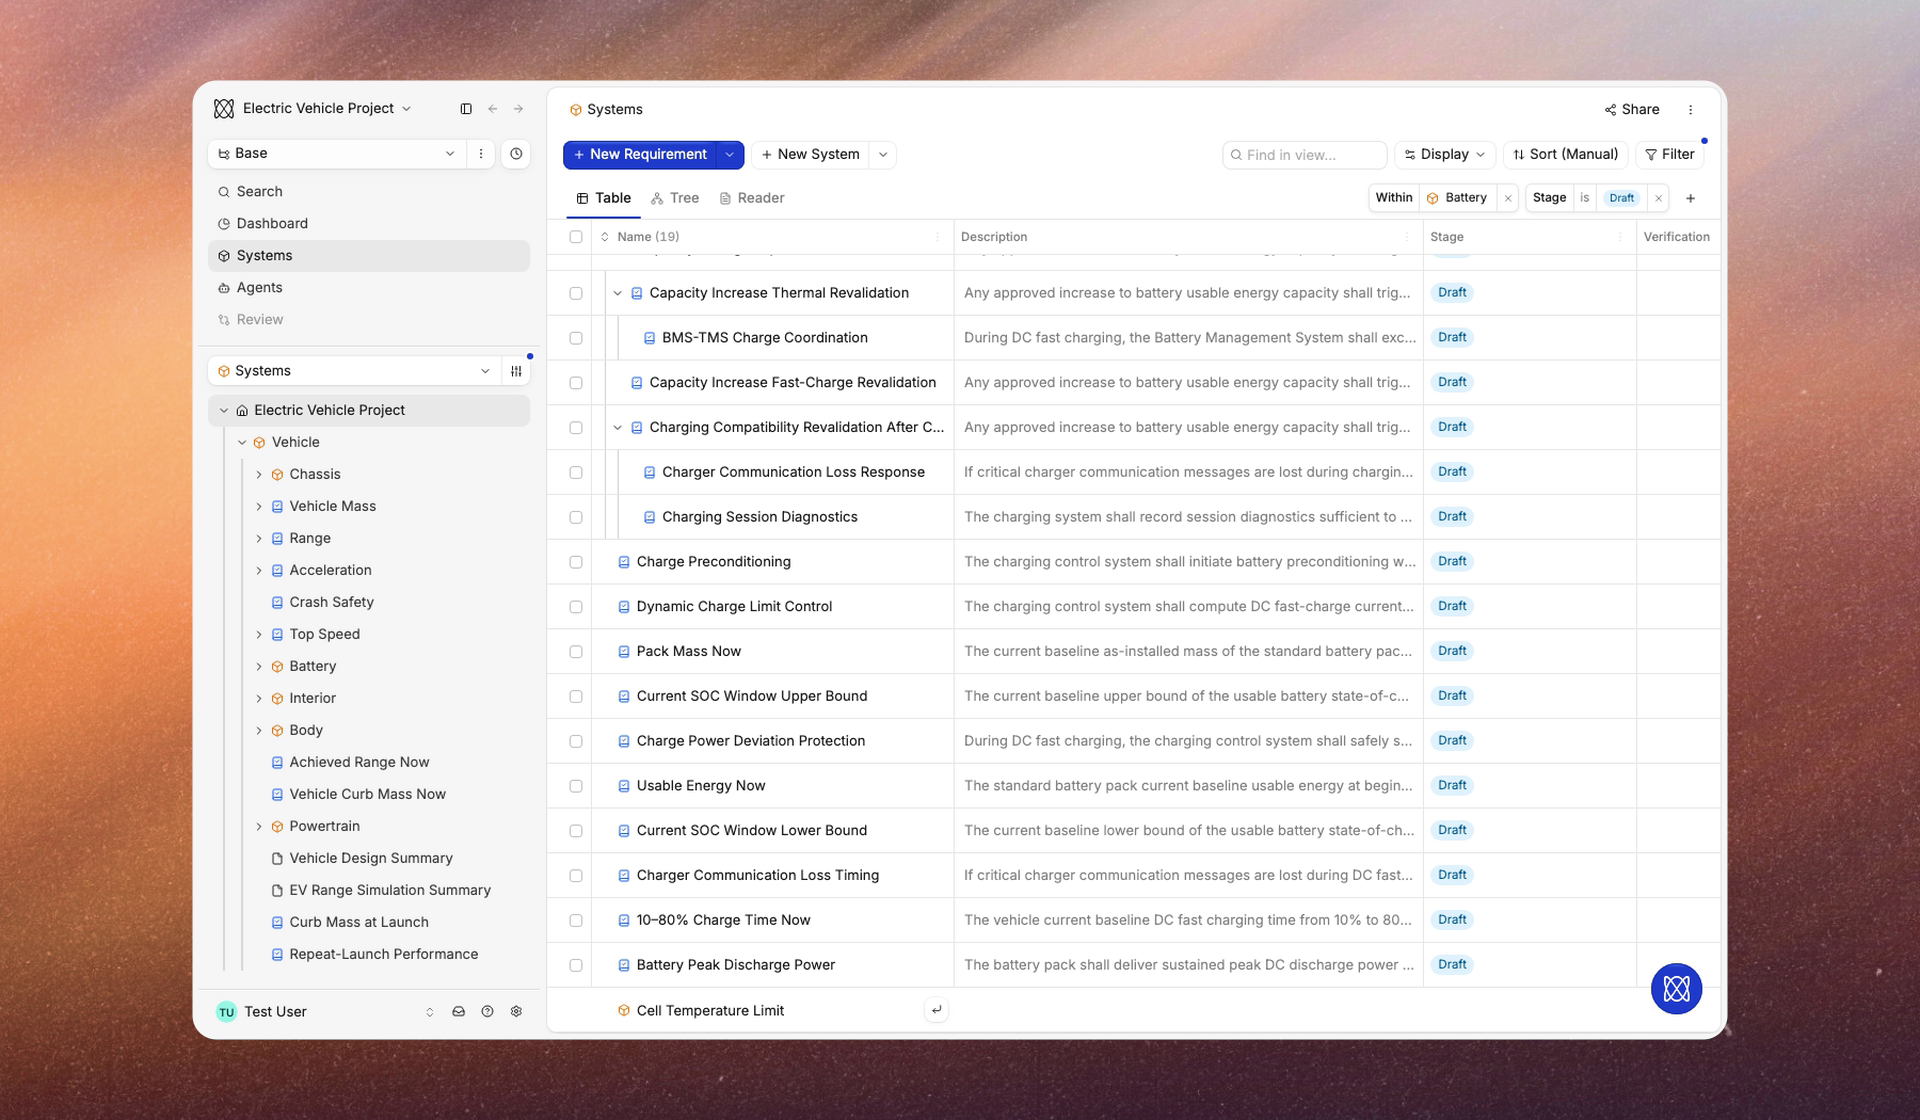 Electric Vehicle Project
Base
Search
Dashboard
Systems
Agents
Review
Systems
Electric Vehicle Project
Vehicle
Chassis
Vehicle Mass
Range
Acceleration
Crash Safety
Top Speed
Battery
Interior
Body
Achieved Range Now
Vehicle Curb Mass Now
Powertrain
Vehicle Design Summary
EV Range Simulation Summary
Curb Mass at Launch
Repeat-Launch Performance
TU Test User
Systems
Share
+ New Requirement + New System Find in view... Display Sort (Manual) Filter
Table Tree Reader Within Battery × Stage is Draft × +
Name (19) Description Stage Verification
Capacity Increase Thermal Revalidation Any approved increase to battery usable energy capacity shall trig... Draft
BMS-TMS Charge Coordination During DC fast charging, the Battery Management System shall exc... Draft
Capacity Increase Fast-Charge Revalidation Any approved increase to battery usable energy capacity shall trig... Draft
Charging Compatibility Revalidation After C... Any approved increase to battery usable energy capacity shall trig... Draft
Charger Communication Loss Response If critical charger communication messages are lost during chargin... Draft
Charging Session Diagnostics The charging system shall record session diagnostics sufficient to ... Draft
Charge Preconditioning The charging control system shall initiate battery preconditioning w... Draft
Dynamic Charge Limit Control The charging control system shall compute DC fast-charge current... Draft
Pack Mass Now The current baseline as-installed mass of the standard battery pac... Draft
Current SOC Window Upper Bound The current baseline upper bound of the usable battery state-of-c... Draft
Charge Power Deviation Protection During DC fast charging, the charging control system shall safely s... Draft
Usable Energy Now The standard battery pack current baseline usable energy at begin... Draft
Current SOC Window Lower Bound The current baseline lower bound of the usable battery state-of-ch... Draft
Charger Communication Loss Timing If critical charger communication messages are lost during DC fast... Draft
10–80% Charge Time Now The vehicle current baseline DC fast charging time from 10% to 80... Draft
Battery Peak Discharge Power The battery pack shall deliver sustained peak DC discharge power ... Draft
Cell Temperature Limit